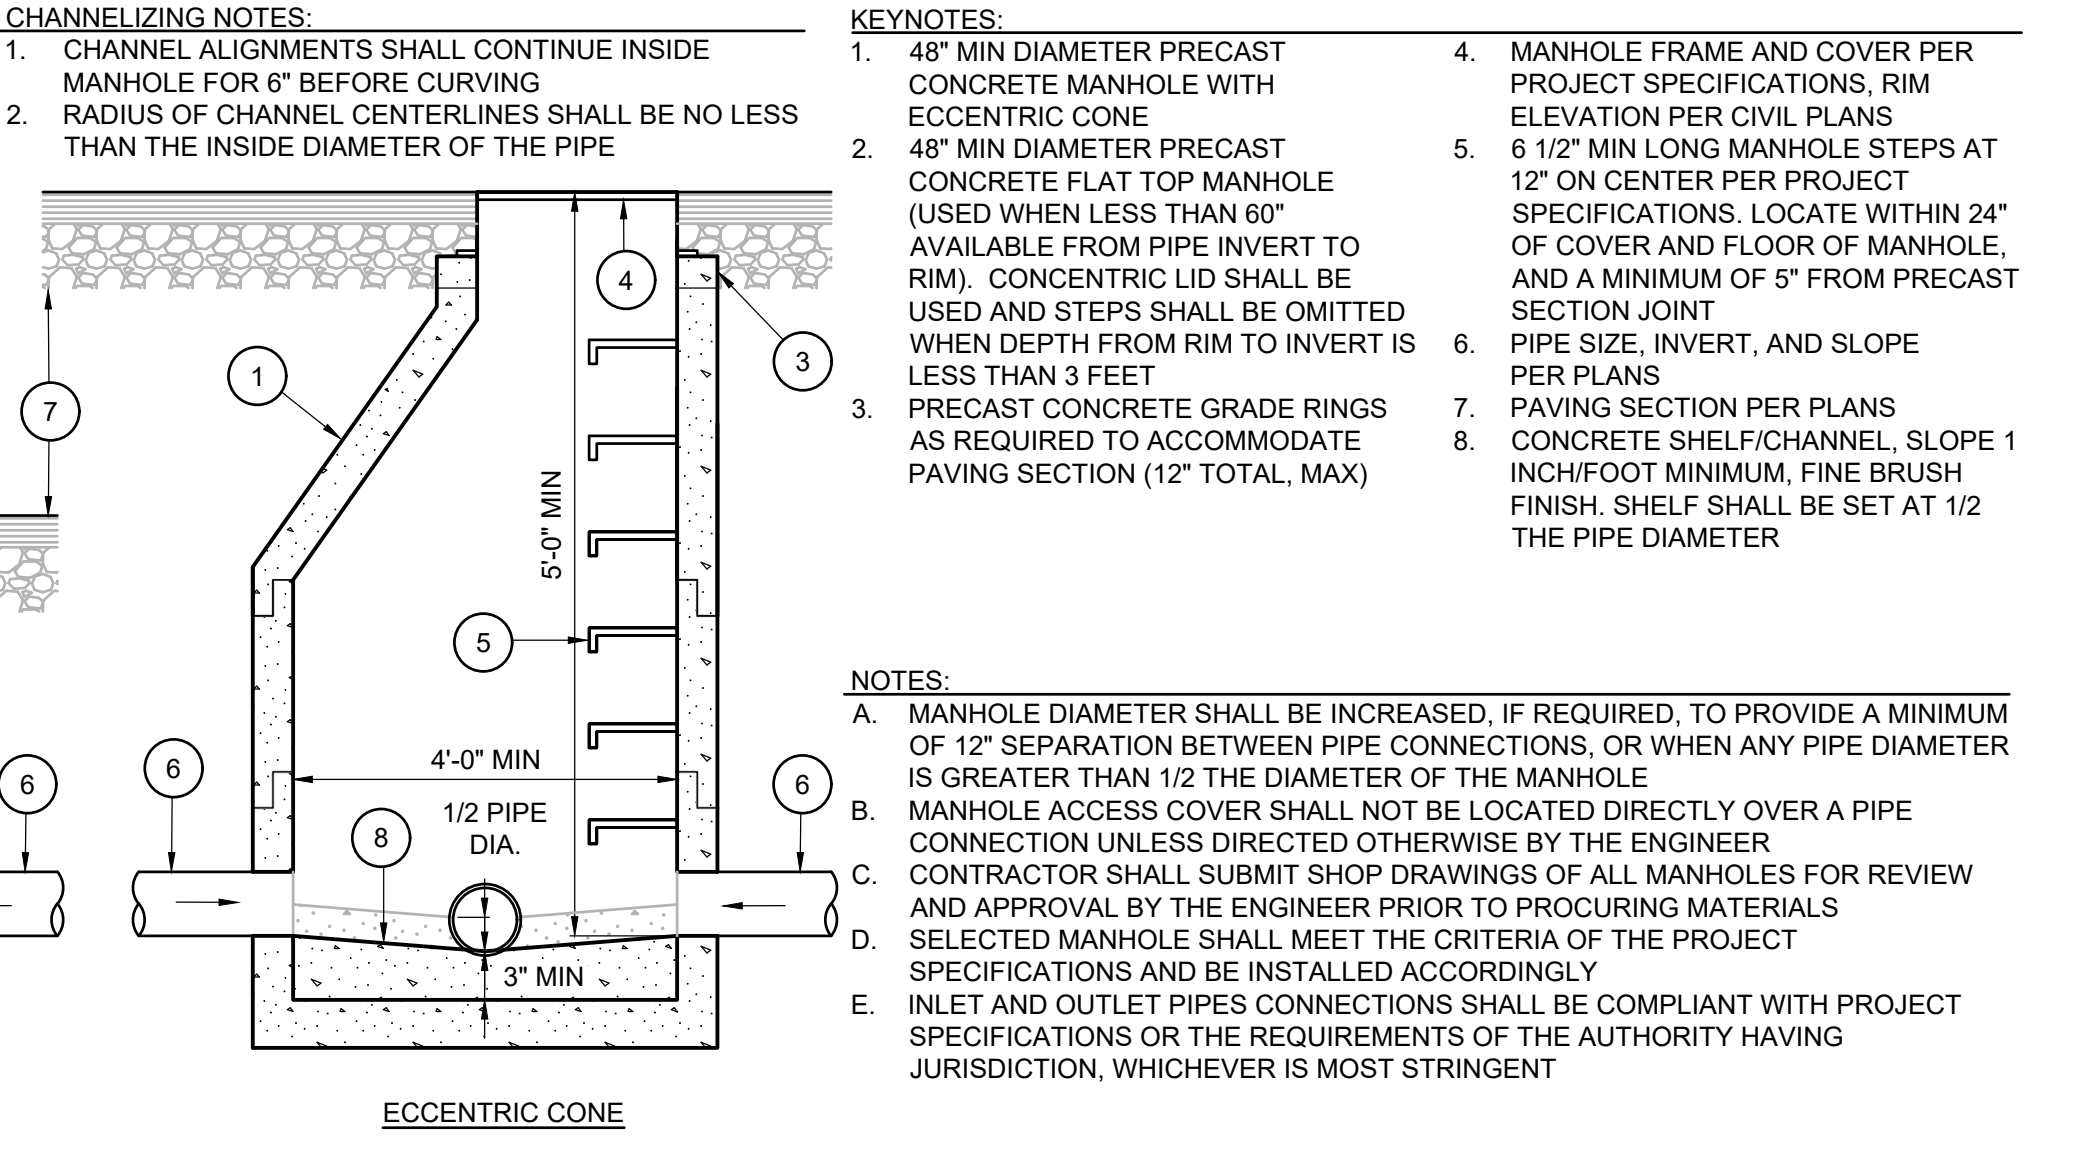 CHANNELIZING NOTES:
1. CHANNEL ALIGNMENTS SHALL CONTINUE INSIDE
MANHOLE FOR 6" BEFORE CURVING
2. RADIUS OF CHANNEL CENTERLINES SHALL BE NO LESS
THAN THE INSIDE DIAMETER OF THE PIPE
4
3
1
7
5'-0" MIN
5
4'-0" MIN
6
6
6
1/2 PIPE
DIA.
8
3" MIN
ECCENTRIC CONE
KEYNOTES:
1. 48" MIN DIAMETER PRECAST
CONCRETE MANHOLE WITH
ECCENTRIC CONE
2. 48" MIN DIAMETER PRECAST
CONCRETE FLAT TOP MANHOLE
(USED WHEN LESS THAN 60"
AVAILABLE FROM PIPE INVERT TO
RIM). CONCENTRIC LID SHALL BE
USED AND STEPS SHALL BE OMITTED
WHEN DEPTH FROM RIM TO INVERT IS
LESS THAN 3 FEET
3. PRECAST CONCRETE GRADE RINGS
AS REQUIRED TO ACCOMMODATE
PAVING SECTION (12" TOTAL, MAX)
4. MANHOLE FRAME AND COVER PER
PROJECT SPECIFICATIONS, RIM
ELEVATION PER CIVIL PLANS
5. 6 1/2" MIN LONG MANHOLE STEPS AT
12" ON CENTER PER PROJECT
SPECIFICATIONS. LOCATE WITHIN 24"
OF COVER AND FLOOR OF MANHOLE,
AND A MINIMUM OF 5" FROM PRECAST
SECTION JOINT
6. PIPE SIZE, INVERT, AND SLOPE
PER PLANS
7. PAVING SECTION PER PLANS
8. CONCRETE SHELF/CHANNEL, SLOPE 1
INCH/FOOT MINIMUM, FINE BRUSH
FINISH. SHELF SHALL BE SET AT 1/2
THE PIPE DIAMETER
NOTES:
A. MANHOLE DIAMETER SHALL BE INCREASED, IF REQUIRED, TO PROVIDE A MINIMUM
OF 12" SEPARATION BETWEEN PIPE CONNECTIONS, OR WHEN ANY PIPE DIAMETER
IS GREATER THAN 1/2 THE DIAMETER OF THE MANHOLE
B. MANHOLE ACCESS COVER SHALL NOT BE LOCATED DIRECTLY OVER A PIPE
CONNECTION UNLESS DIRECTED OTHERWISE BY THE ENGINEER
C. CONTRACTOR SHALL SUBMIT SHOP DRAWINGS OF ALL MANHOLES FOR REVIEW
AND APPROVAL BY THE ENGINEER PRIOR TO PROCURING MATERIALS
D. SELECTED MANHOLE SHALL MEET THE CRITERIA OF THE PROJECT
SPECIFICATIONS AND BE INSTALLED ACCORDINGLY
E. INLET AND OUTLET PIPES CONNECTIONS SHALL BE COMPLIANT WITH PROJECT
SPECIFICATIONS OR THE REQUIREMENTS OF THE AUTHORITY HAVING
JURISDICTION, WHICHEVER IS MOST STRINGENT